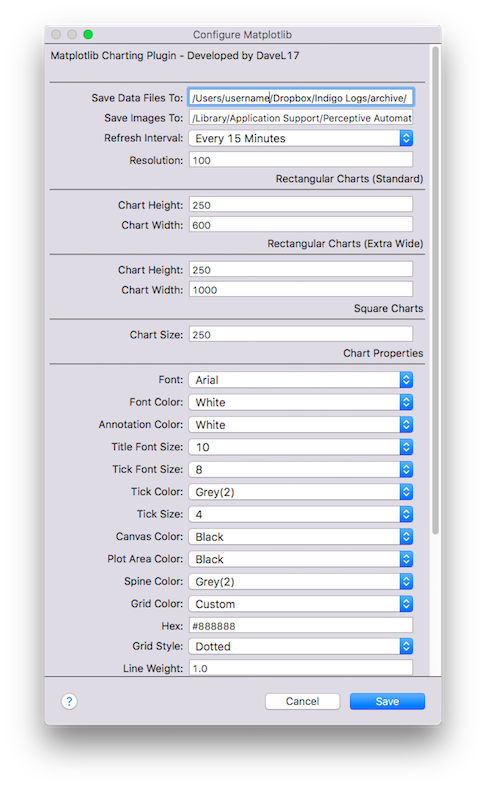 Configure Matplotlib
Matplotlib Charting Plugin - Developed by DaveL17
Save Data Files To: /Users/username/Dropbox/Indigo Logs/archive/
Save Images To: /Library/Application Support/Perceptive Automat
Refresh Interval: Every 15 Minutes
Resolution: 100
Rectangular Charts (Standard)
Chart Height: 250
Chart Width: 600
Rectangular Charts (Extra Wide)
Chart Height: 250
Chart Width: 1000
Square Charts
Chart Size: 250
Chart Properties
Font: Arial
Font Color: White
Annotation Color: White
Title Font Size: 10
Tick Font Size: 8
Tick Color: Grey(2)
Tick Size: 4
Canvas Color: Black
Plot Area Color: Black
Spine Color: Grey(2)
Grid Color: Custom
Hex: #888888
Grid Style: Dotted
Line Weight: 1.0
? Cancel Save